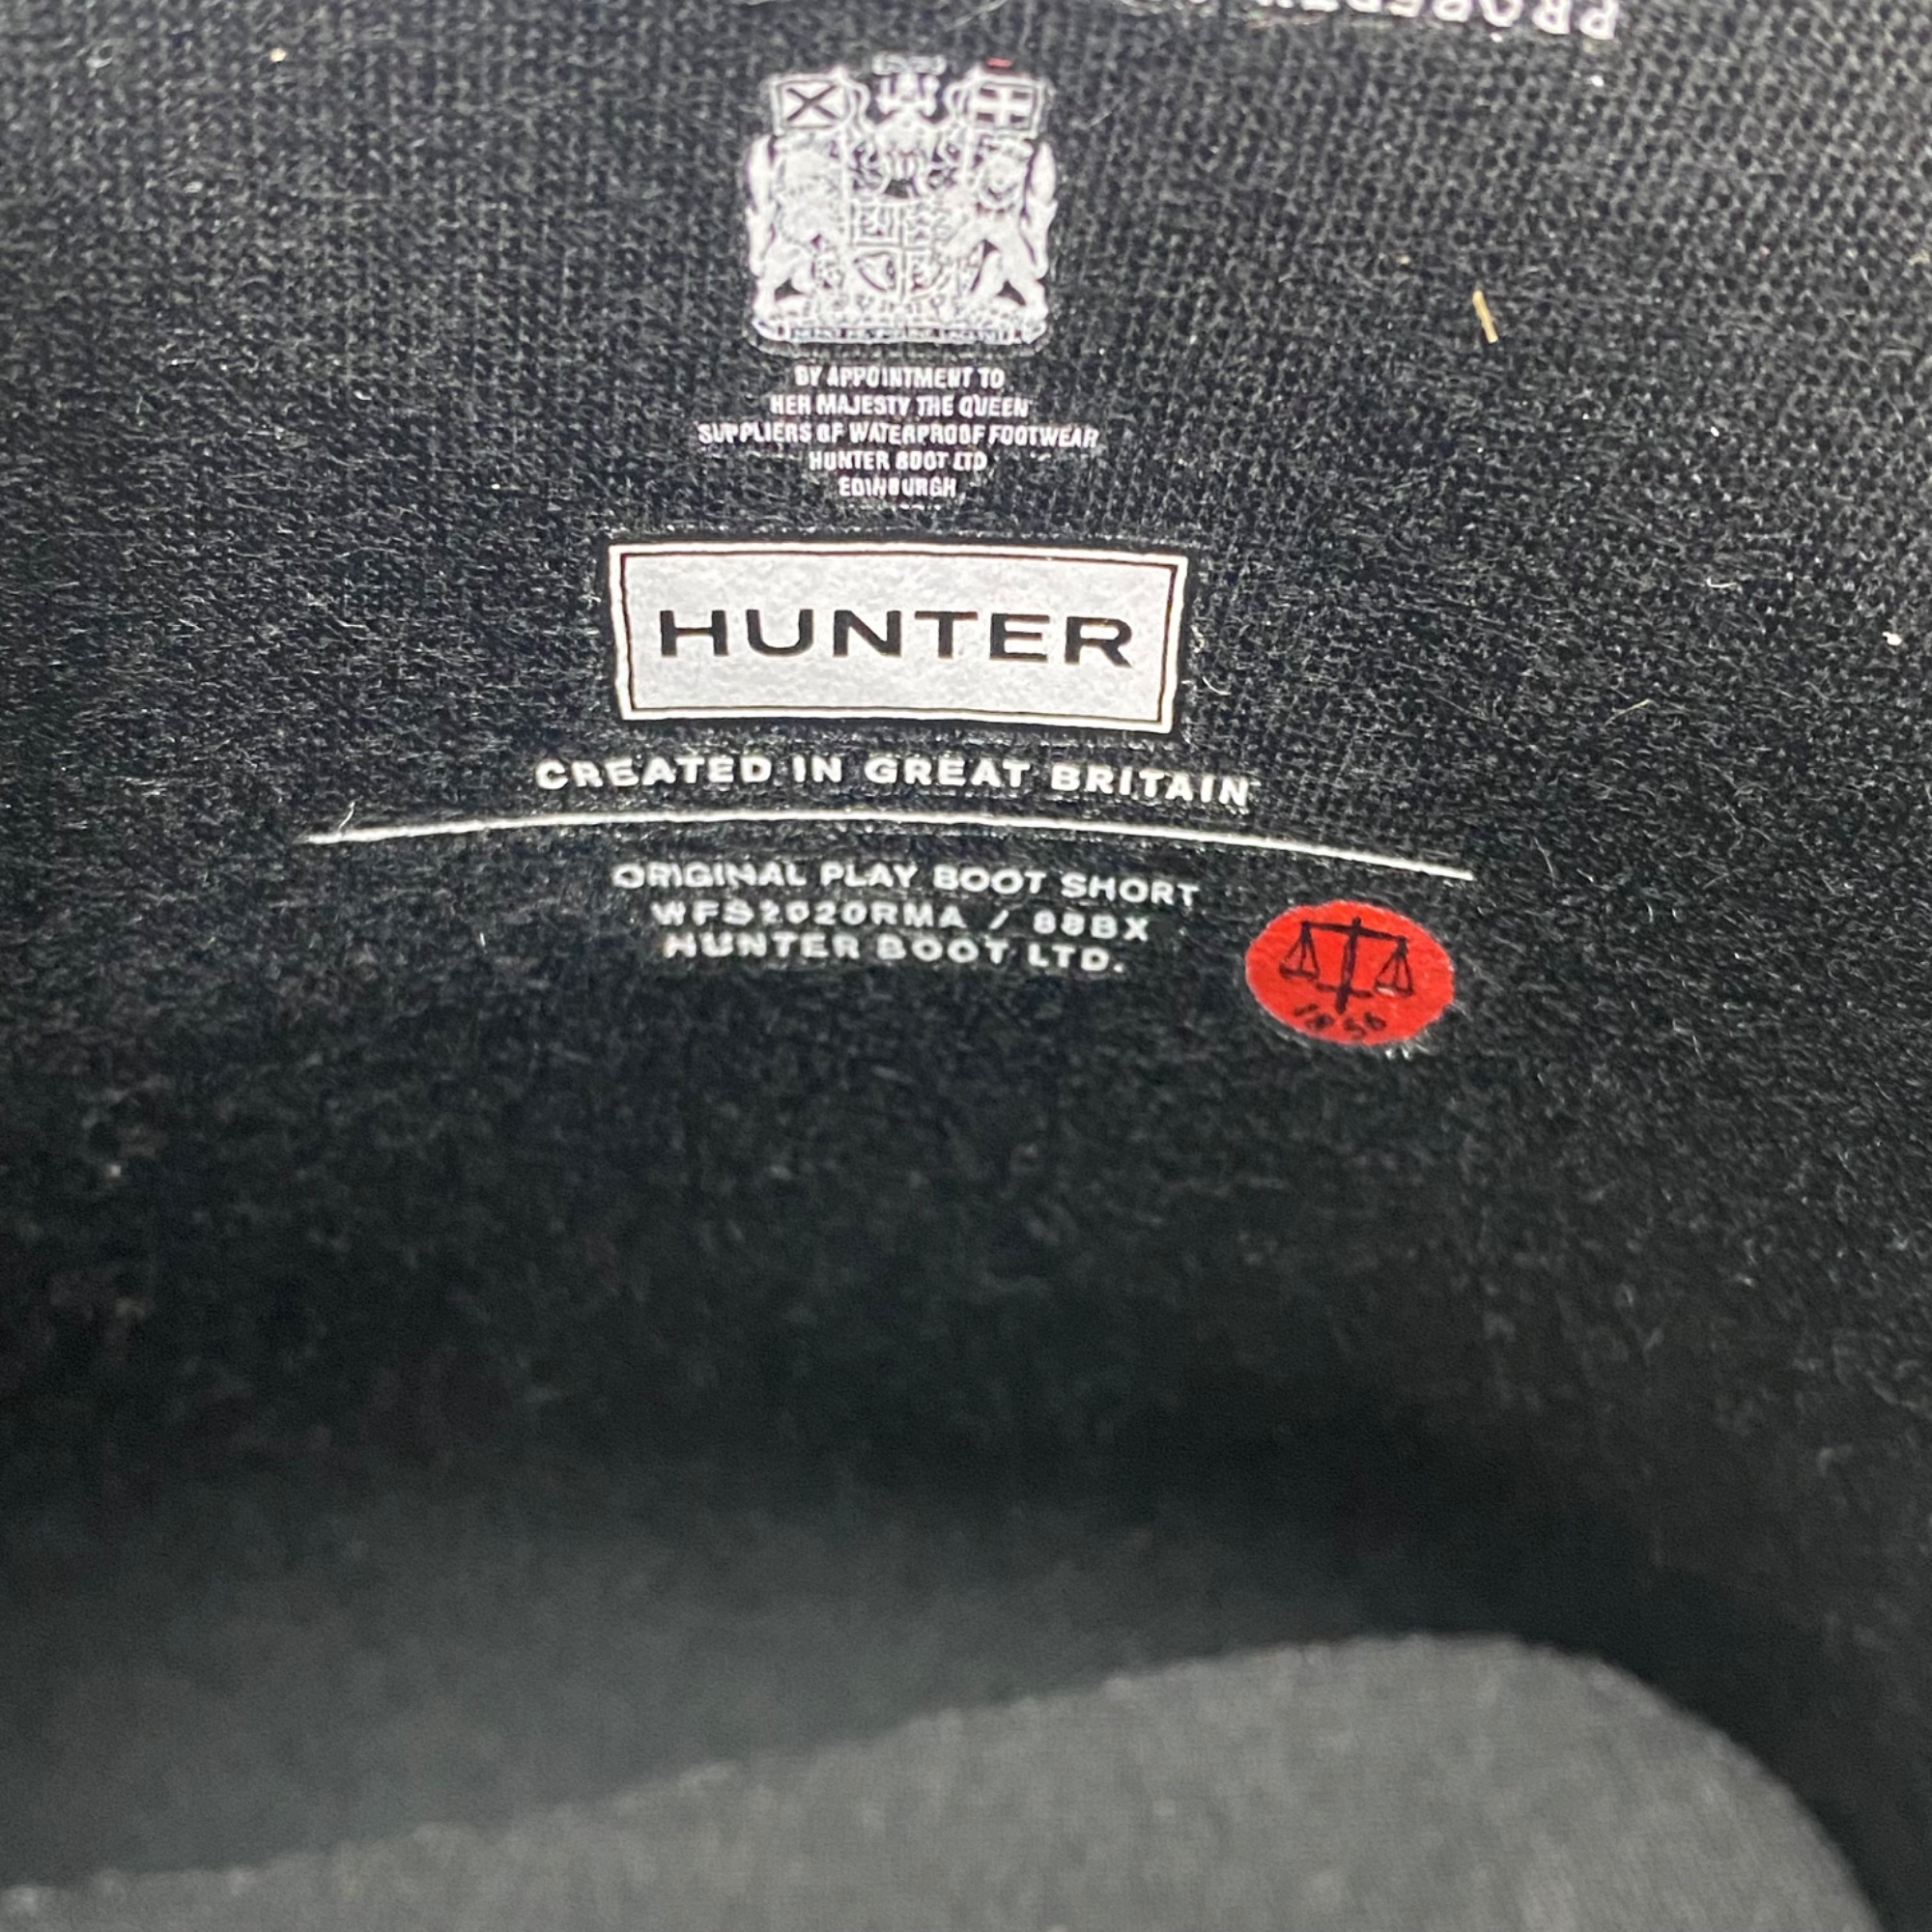 BY APPOINTMENT TO
HER MAJESTY THE QUEEN
SUPPLIERS OF WATERPROOF FOOTWEAR
HUNTER BOOT LTD
EDINBURGH
HUNTER
CREATED IN GREAT BRITAIN
ORIGINAL PLAY BOOT SHORT
WFS2020RMA / 88BX
HUNTER BOOT LTD.
1856